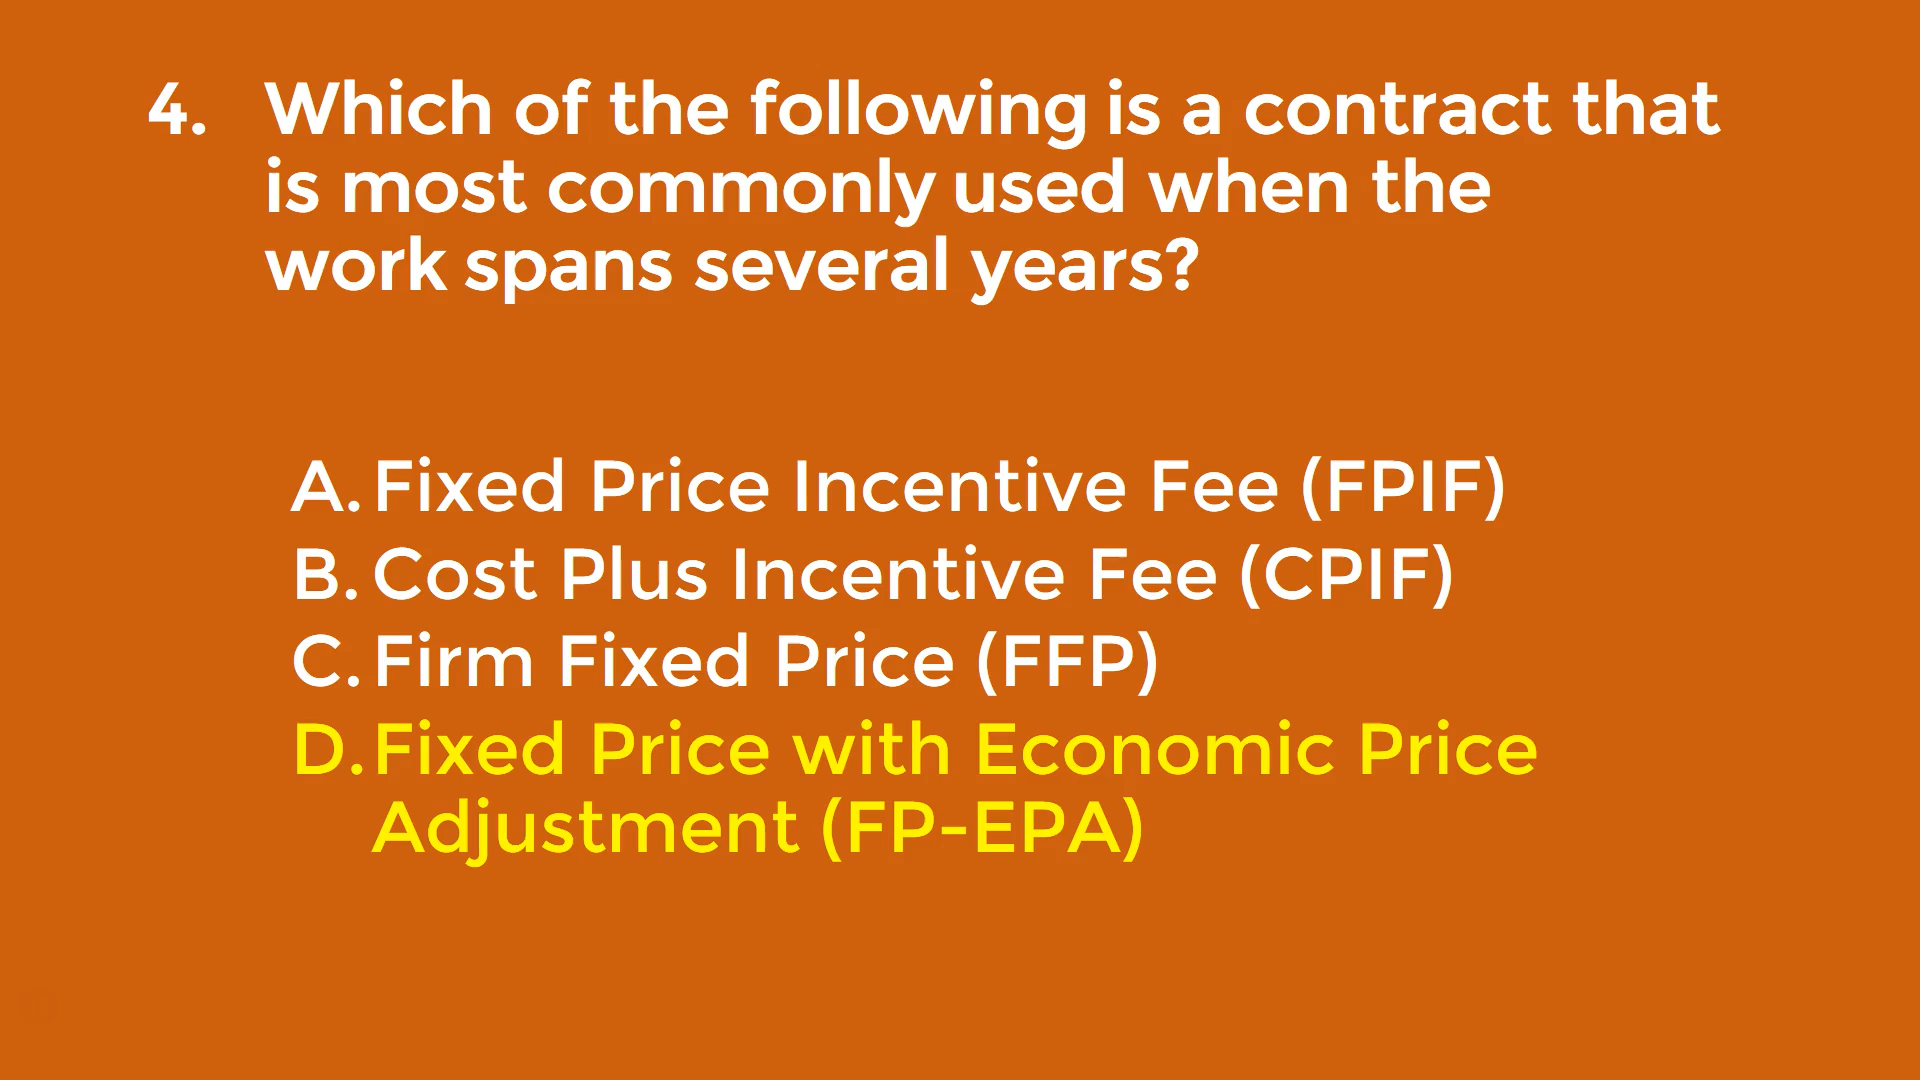 4. Which of the following is a contract that
is most commonly used when the
work spans several years?
A. Fixed Price Incentive Fee (FPIF)
B. Cost Plus Incentive Fee (CPIF)
C. Firm Fixed Price (FFP)
D. Fixed Price with Economic Price
Adjustment (FP-EPA)